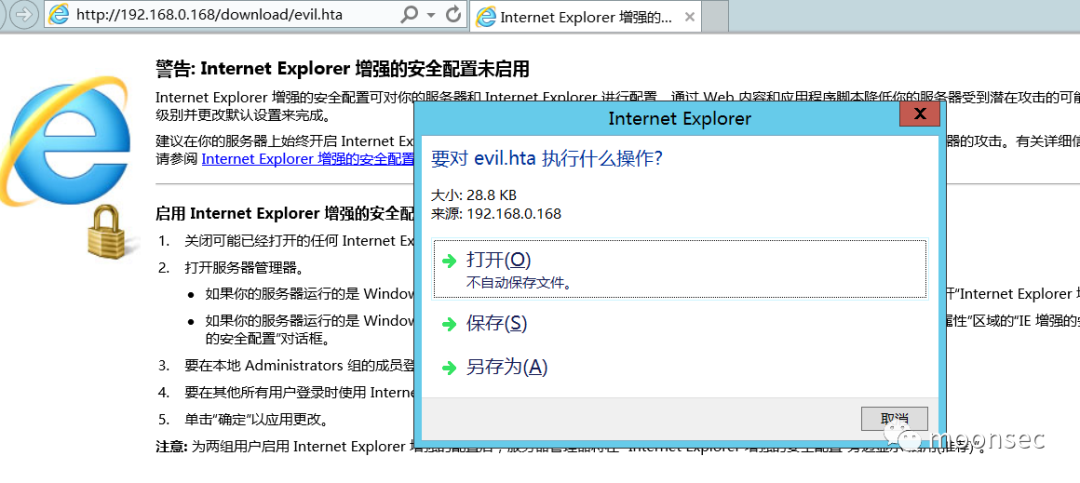 http://192.168.0.168/download/evil.hta
Internet Explorer 增强的...
警告: Internet Explorer 增强的安全配置未启用
Internet Explorer 增强的安全配置可对你的服务器和 Internet Explorer 进行配置，通过 Web 内容和应用程序脚本降低你的服务器受到潜在攻击的可能
级别并更改默认设置来完成。
建议在你的服务器上始终开启 Internet Ex 器的攻击。有关详细信
请参阅 Internet Explorer 增强的安全配置
启用 Internet Explorer 增强的安全配
1. 关闭可能已经打开的任何 Internet Ex
2. 打开服务器管理器。
• 如果你的服务器运行的是 Window 开"Internet Explorer
• 如果你的服务器运行的是 Window 属性"区域的"IE 增强的
的安全配置"对话框。
3. 要在本地 Administrators 组的成员登
4. 要在其他所有用户登录时使用 Interne
5. 单击"确定"以应用更改。
注意: 为两组用户启用 Internet Explorer
Internet Explorer
X
要对 evil.hta 执行什么操作?
大小: 28.8 KB
来源: 192.168.0.168
打开(O)
不自动保存文件。
保存(S)
另存为(A)
取消
moonsec